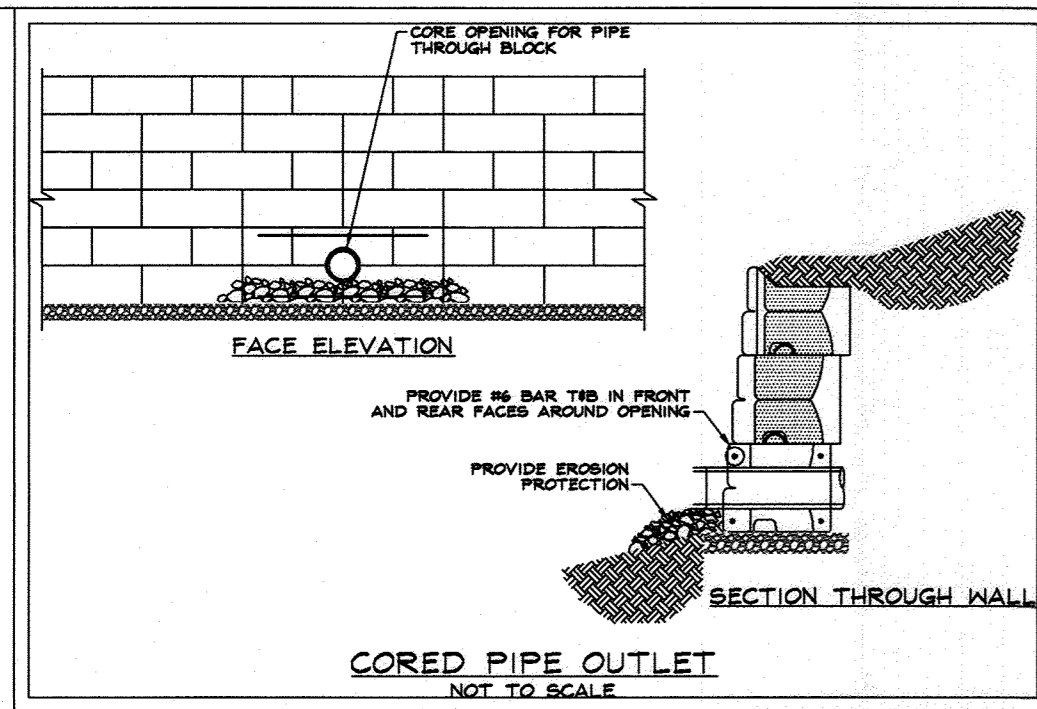 CORE OPENING FOR PIPE
THROUGH BLOCK
FACE ELEVATION
PROVIDE #6 BAR T&B IN FRONT
AND REAR FACES AROUND OPENING
PROVIDE EROSION
PROTECTION
SECTION THROUGH WALL
CORED PIPE OUTLET
NOT TO SCALE